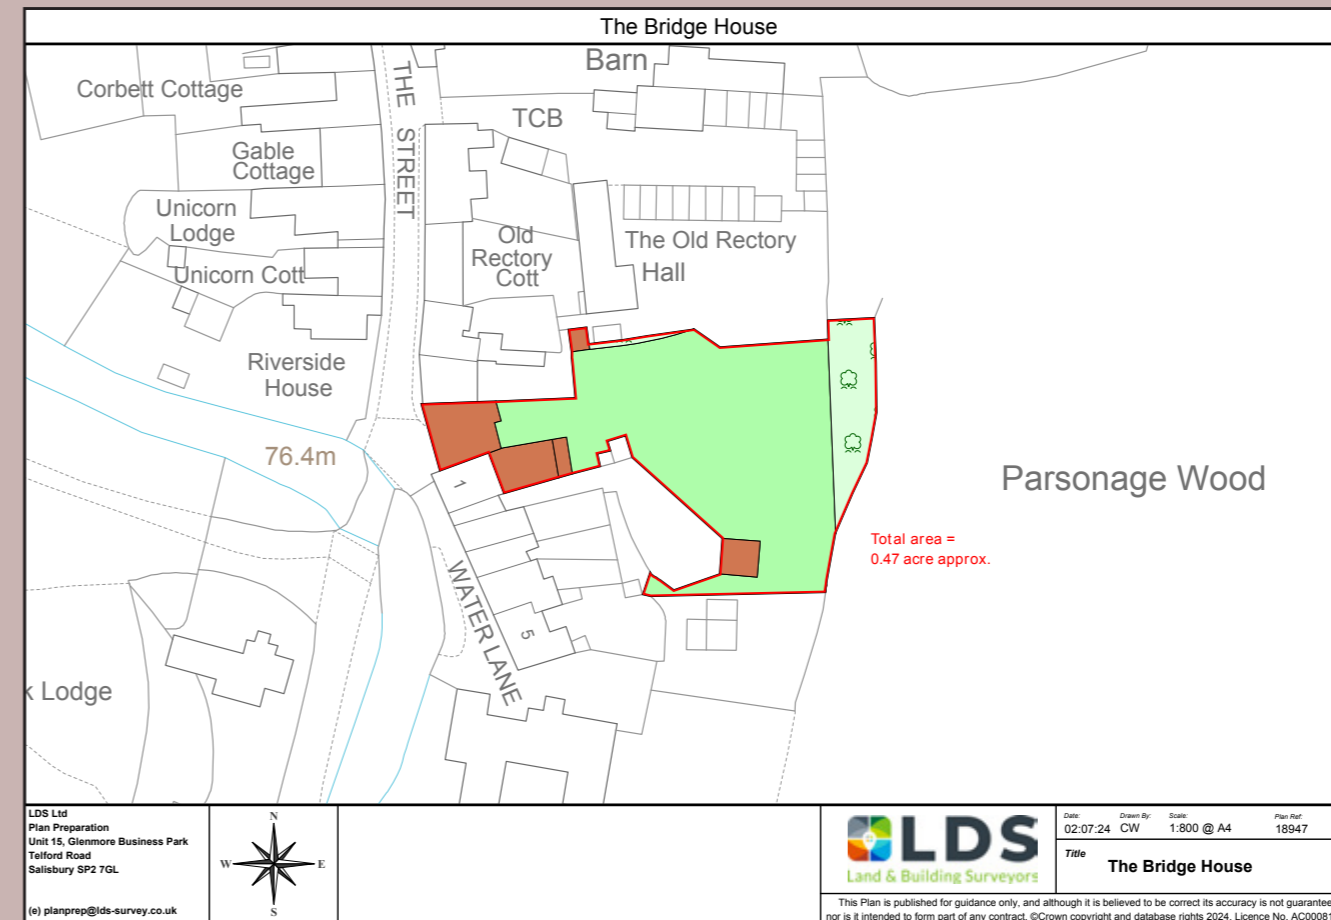 The Bridge House
Barn
Corbett Cottage
THE STREET
TCB
Gable
Cottage
Unicorn
Lodge
Old
Rectory
Cott
The Old Rectory
Hall
Unicorn Cott
Riverside
House
76.4m
1
Parsonage Wood
Total area =
0.47 acre approx.
WATER LANE
5
Lodge
LDS Ltd
Plan Preparation
Unit 15, Glenmore Business Park
Telford Road
Salisbury SP2 7GL
(e) planprep@lds-survey.co.uk
N
W
E
S
LDS
Land & Building Surveyors
Date: Drawn By: Scale: Plan Ref:
02:07:24 CW 1:800 @ A4 18947
Title
The Bridge House
This Plan is published for guidance only, and although it is believed to be correct its accuracy is not guarantee
nor is it intended to form part of any contract. ©Crown copyright and database rights 2024. Licence No. AC00081